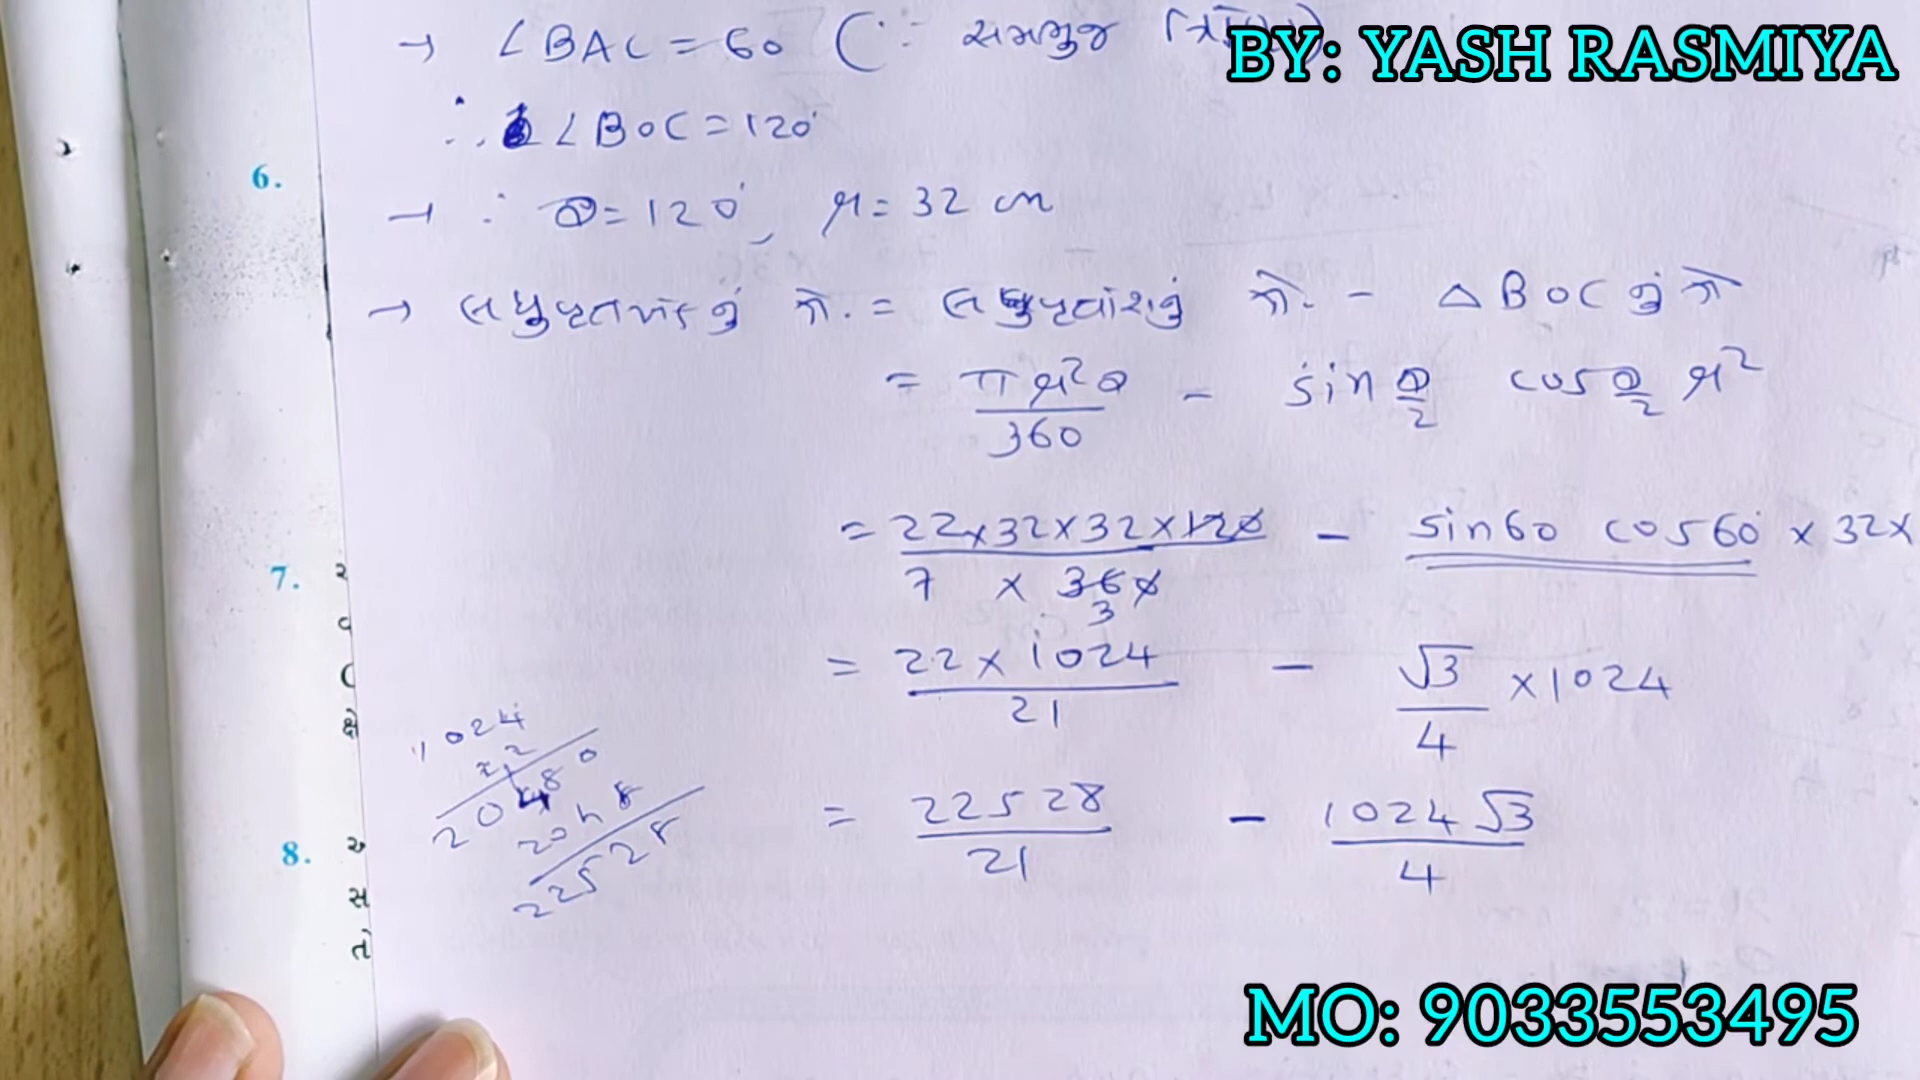 → ∠BAC = 60 (∵ સમભુજ
BY: YASH RASMIYA
∴ ∠BOC = 120°
6.
→ ∴ θ = 120°, r = 32 cm
→ લઘુવૃતખંડનું ક્ષે. = લઘુવૃતાંશનું ક્ષે. - △BOC નું ક્ષે
= πr²θ/360 - sin θ/2 cos θ/2 r²
= 22×32×32×120/7 × 360 - sin60 cos60 × 32×
3
7.
= 22 × 1024/21 - √3/4 × 1024
ક્ષે
1024
20480
2048
22528
= 22528/21 - 1024√3/4
8.
સ
તો
MO: 9033553495